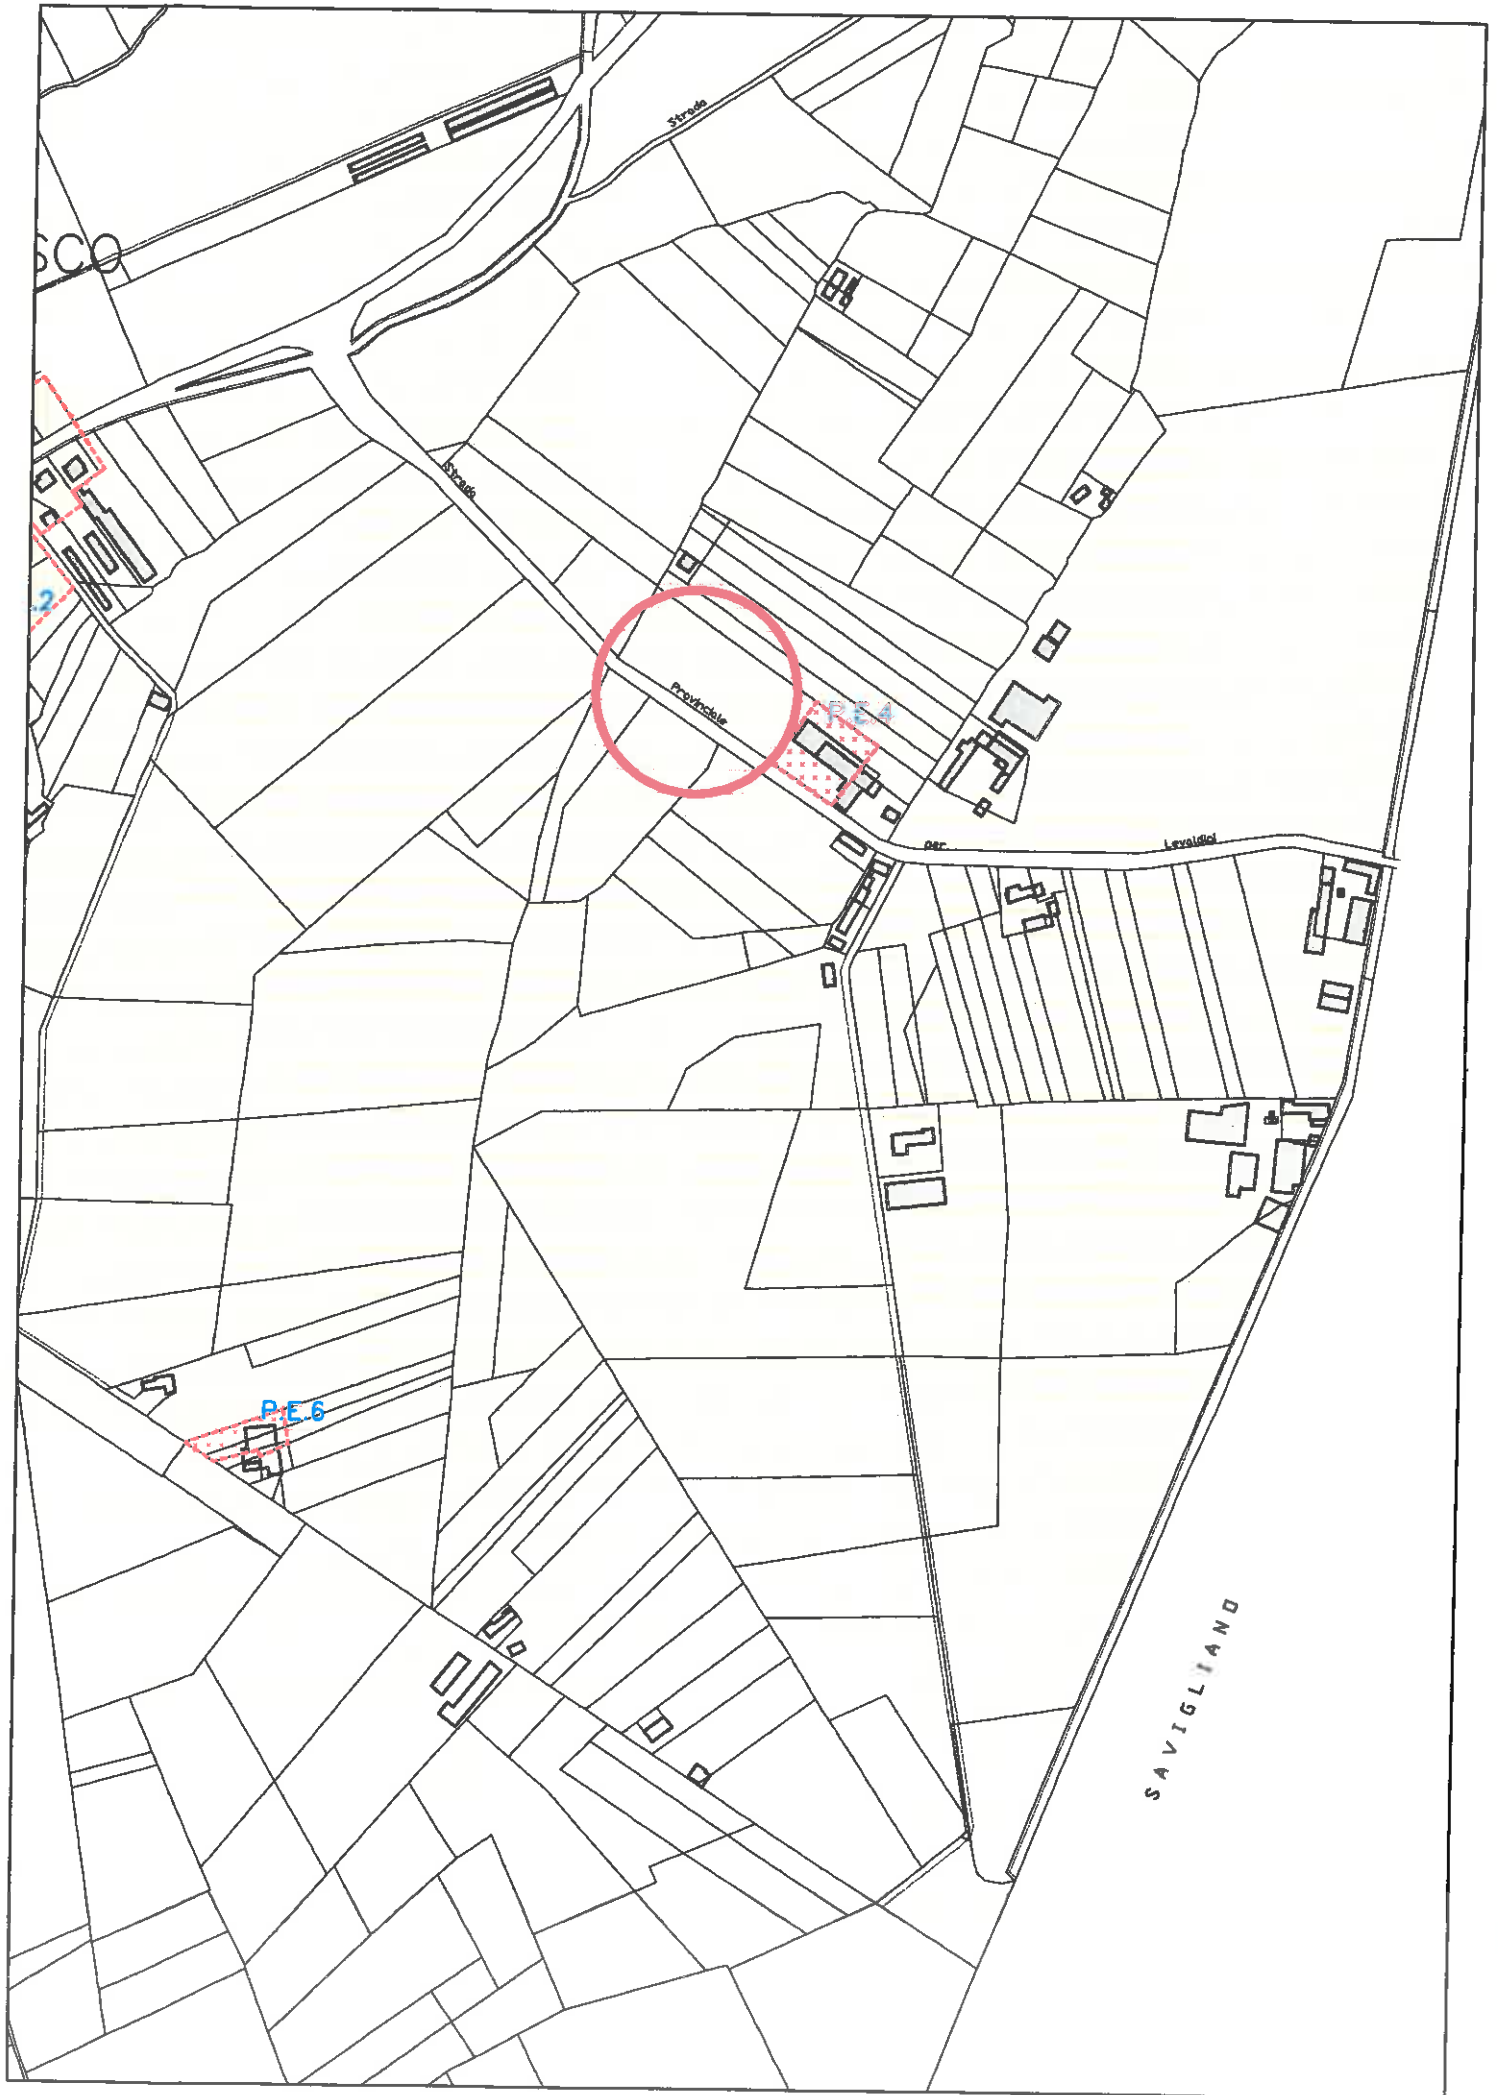 Strada
SCO
Strada
.2
Provinciale
P.E.4
per
Levaldigi
P.E.6
SAVIGLIANO